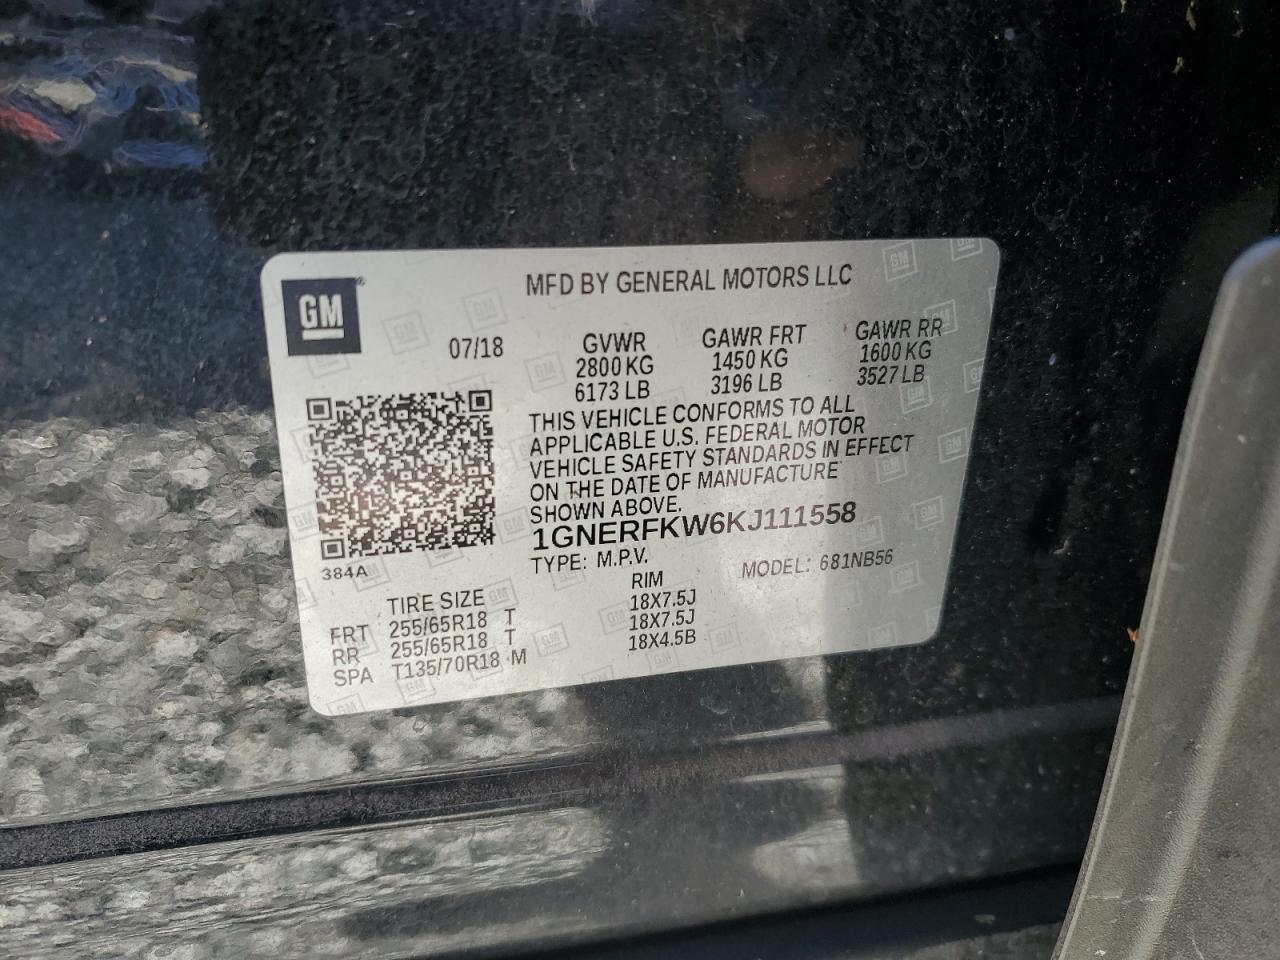 MFD BY GENERAL MOTORS LLC
GM
07/18
GVWR GAWR FRT GAWR RR
2800 KG 1450 KG 1600 KG
6173 LB 3196 LB 3527 LB
THIS VEHICLE CONFORMS TO ALL
APPLICABLE U.S. FEDERAL MOTOR
VEHICLE SAFETY STANDARDS IN EFFECT
ON THE DATE OF MANUFACTURE
SHOWN ABOVE.
1GNERFKW6KJ111558
384A
TYPE: M.P.V. MODEL: 681NB56
TIRE SIZE RIM
FRT 255/65R18 T 18X7.5J
RR 255/65R18 T 18X7.5J
SPA T135/70R18 M 18X4.5B